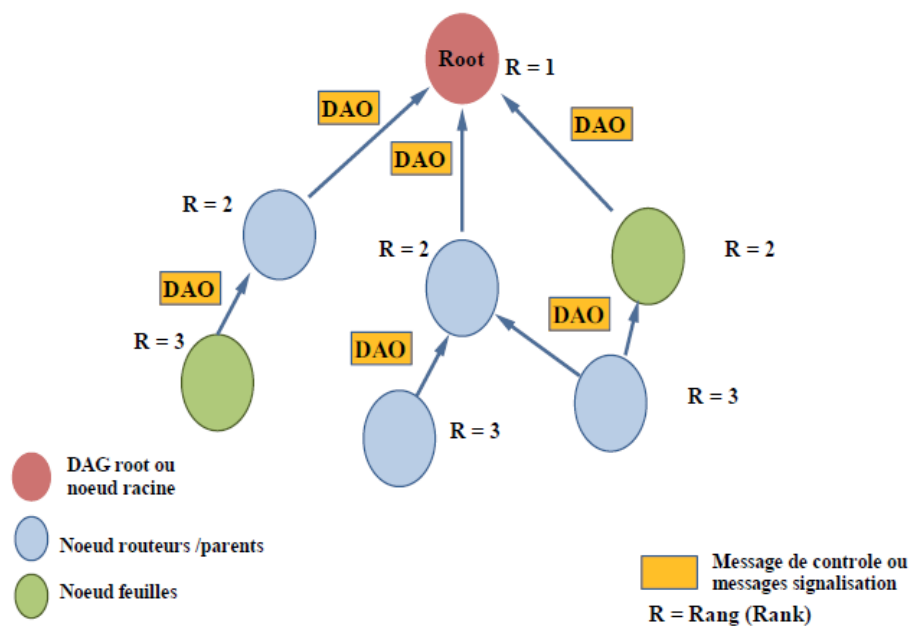 Root
R = 1
DAO
DAO
DAO
R = 2
R = 2
R = 2
DAO
DAO
DAO
R = 3
R = 3
R = 3
DAG root ou
noeud racine
Noeud routeurs /parents
Noeud feuilles
Message de controle ou
messages signalisation
R = Rang (Rank)